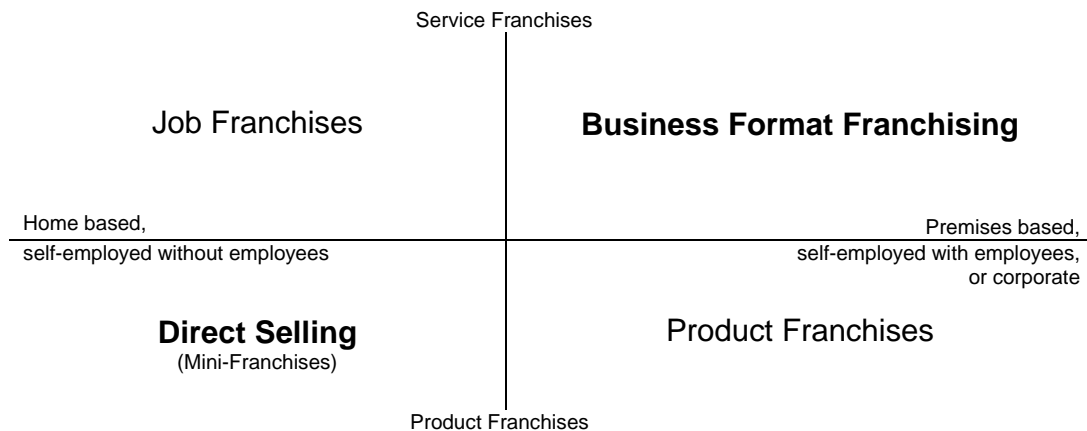 Service Franchises
Job Franchises
Business Format Franchising
Home based,
self-employed without employees
Premises based,
self-employed with employees,
or corporate
Direct Selling
(Mini-Franchises)
Product Franchises
Product Franchises